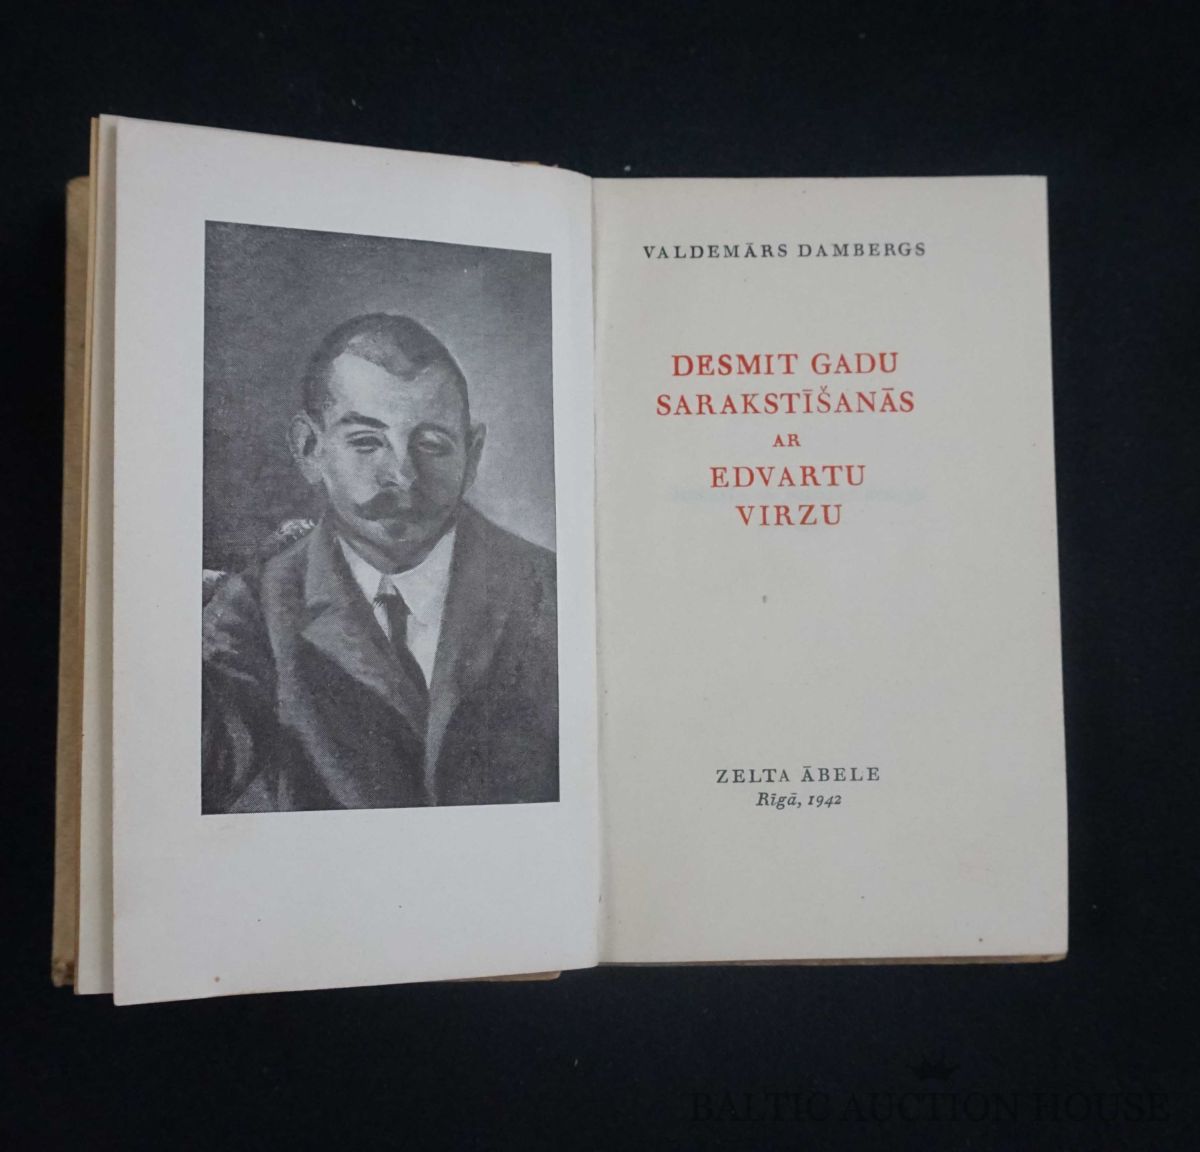 VALDEMĀRS DAMBERGS
DESMIT GADU
SARAKSTĪŠANĀS
AR
EDVARTU
VIRZU
ZELTA ĀBELE
Rīgā, 1942
BALTIC AUCTION HOUSE